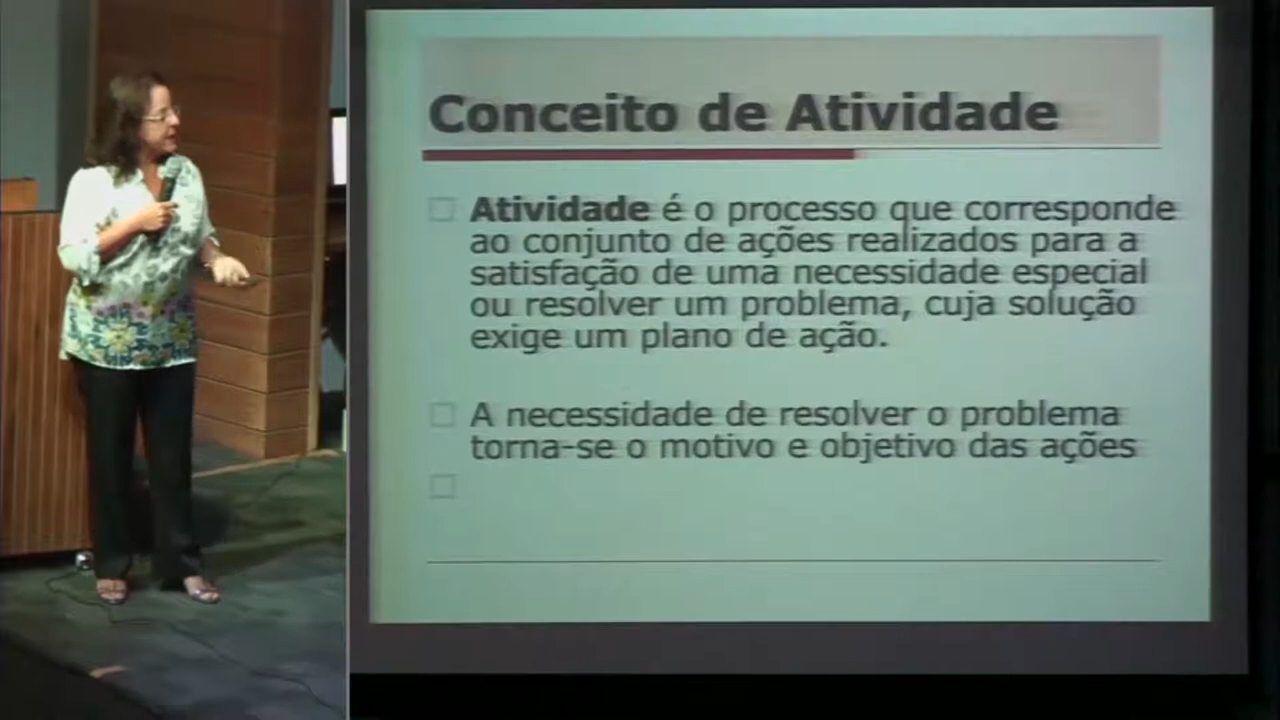 Conceito de Atividade
Atividade é o processo que corresponde
ao conjunto de ações realizados para a
satisfação de uma necessidade especial
ou resolver um problema, cuja solução
exige um plano de ação.
A necessidade de resolver o problema
torna-se o motivo e objetivo das ações